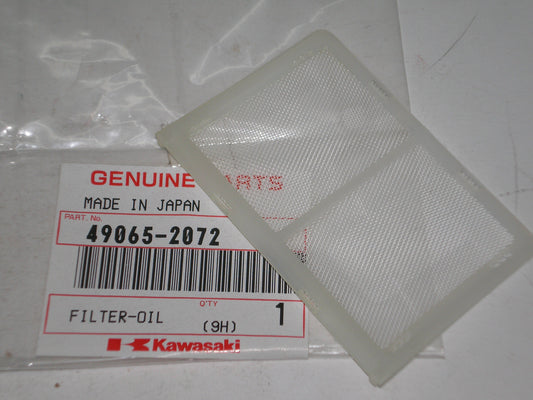 GENUINE PARTS
MADE IN JAPAN
PART. No.
49065-2072
Q'TY
FILTER-OIL
(9H)
1
Kawasaki